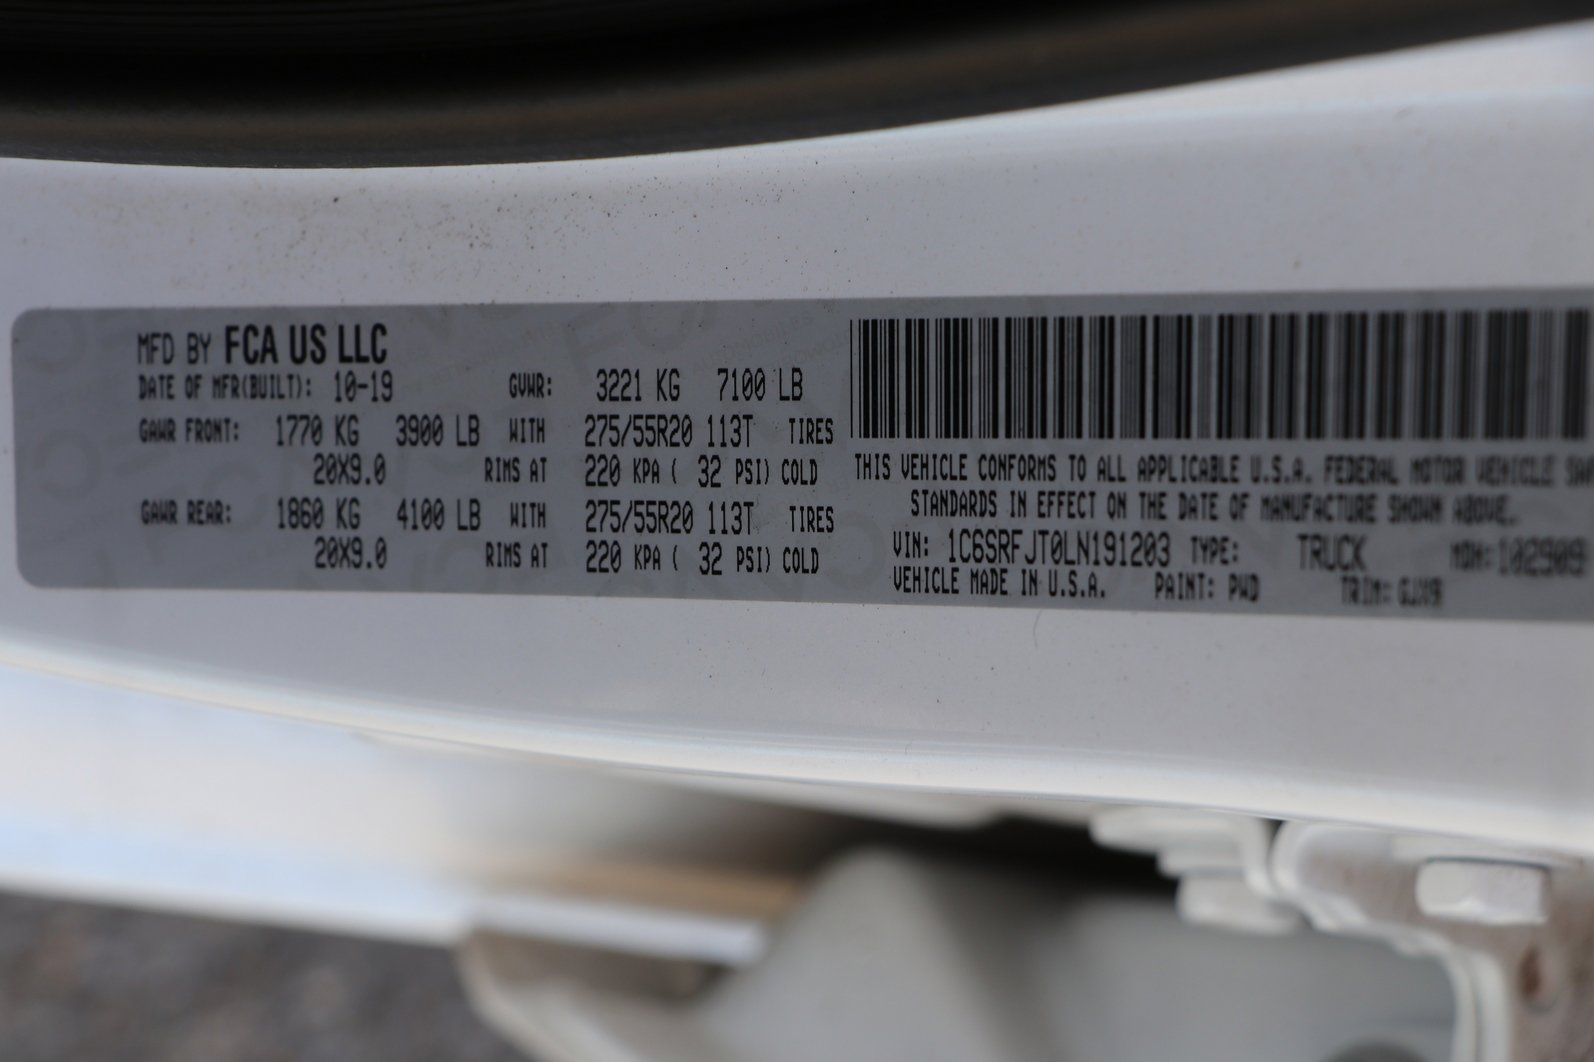 MFD BY FCA US LLC
DATE OF MFR(BUILT): 10-19 GVWR: 3221 KG 7100 LB
GAWR FRONT: 1770 KG 3900 LB WITH 275/55R20 113T TIRES
20X9.0 RIMS AT 220 KPA ( 32 PSI) COLD
GAWR REAR: 1860 KG 4100 LB WITH 275/55R20 113T TIRES
20X9.0 RIMS AT 220 KPA ( 32 PSI) COLD
THIS VEHICLE CONFORMS TO ALL APPLICABLE U.S.A. FEDERAL MOTOR VEHICLE
STANDARDS IN EFFECT ON THE DATE OF MANUFACTURE SHOWN ABOVE.
VIN: 1C6SRFJT0LN191203 TYPE: TRUCK MDH: 102909
VEHICLE MADE IN U.S.A. PAINT: PWD TRIM: